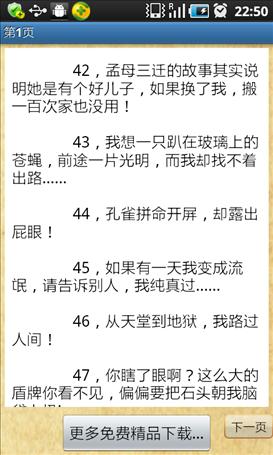 22:50
第1页
42，孟母三迁的故事其实说
明她是有个好儿子，如果换了我，搬
一百次家也没用！
43，我想一只趴在玻璃上的
苍蝇，前途一片光明，而我却找不着
出路......
44，孔雀拼命开屏，却露出
屁眼！
45，如果有一天我变成流
氓，请告诉别人，我纯真过......
46，从天堂到地狱，我路过
人间！
47，你瞎了眼啊？这么大的
盾牌你看不见，偏偏要把石头朝我脑
更多免费精品下载...
下一页